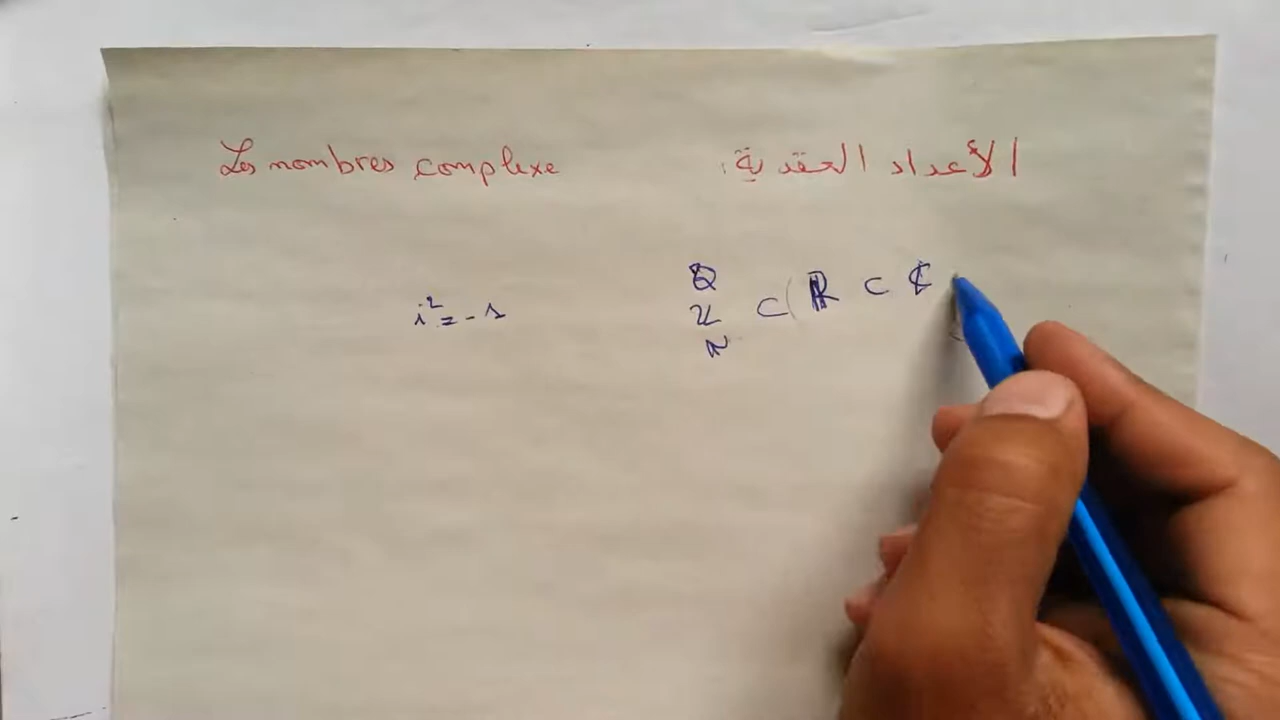 Les nombres complexe
الأعداد العقدية
i² = -1
Q
Z ⊂ ℝ ⊂ ℂ
N